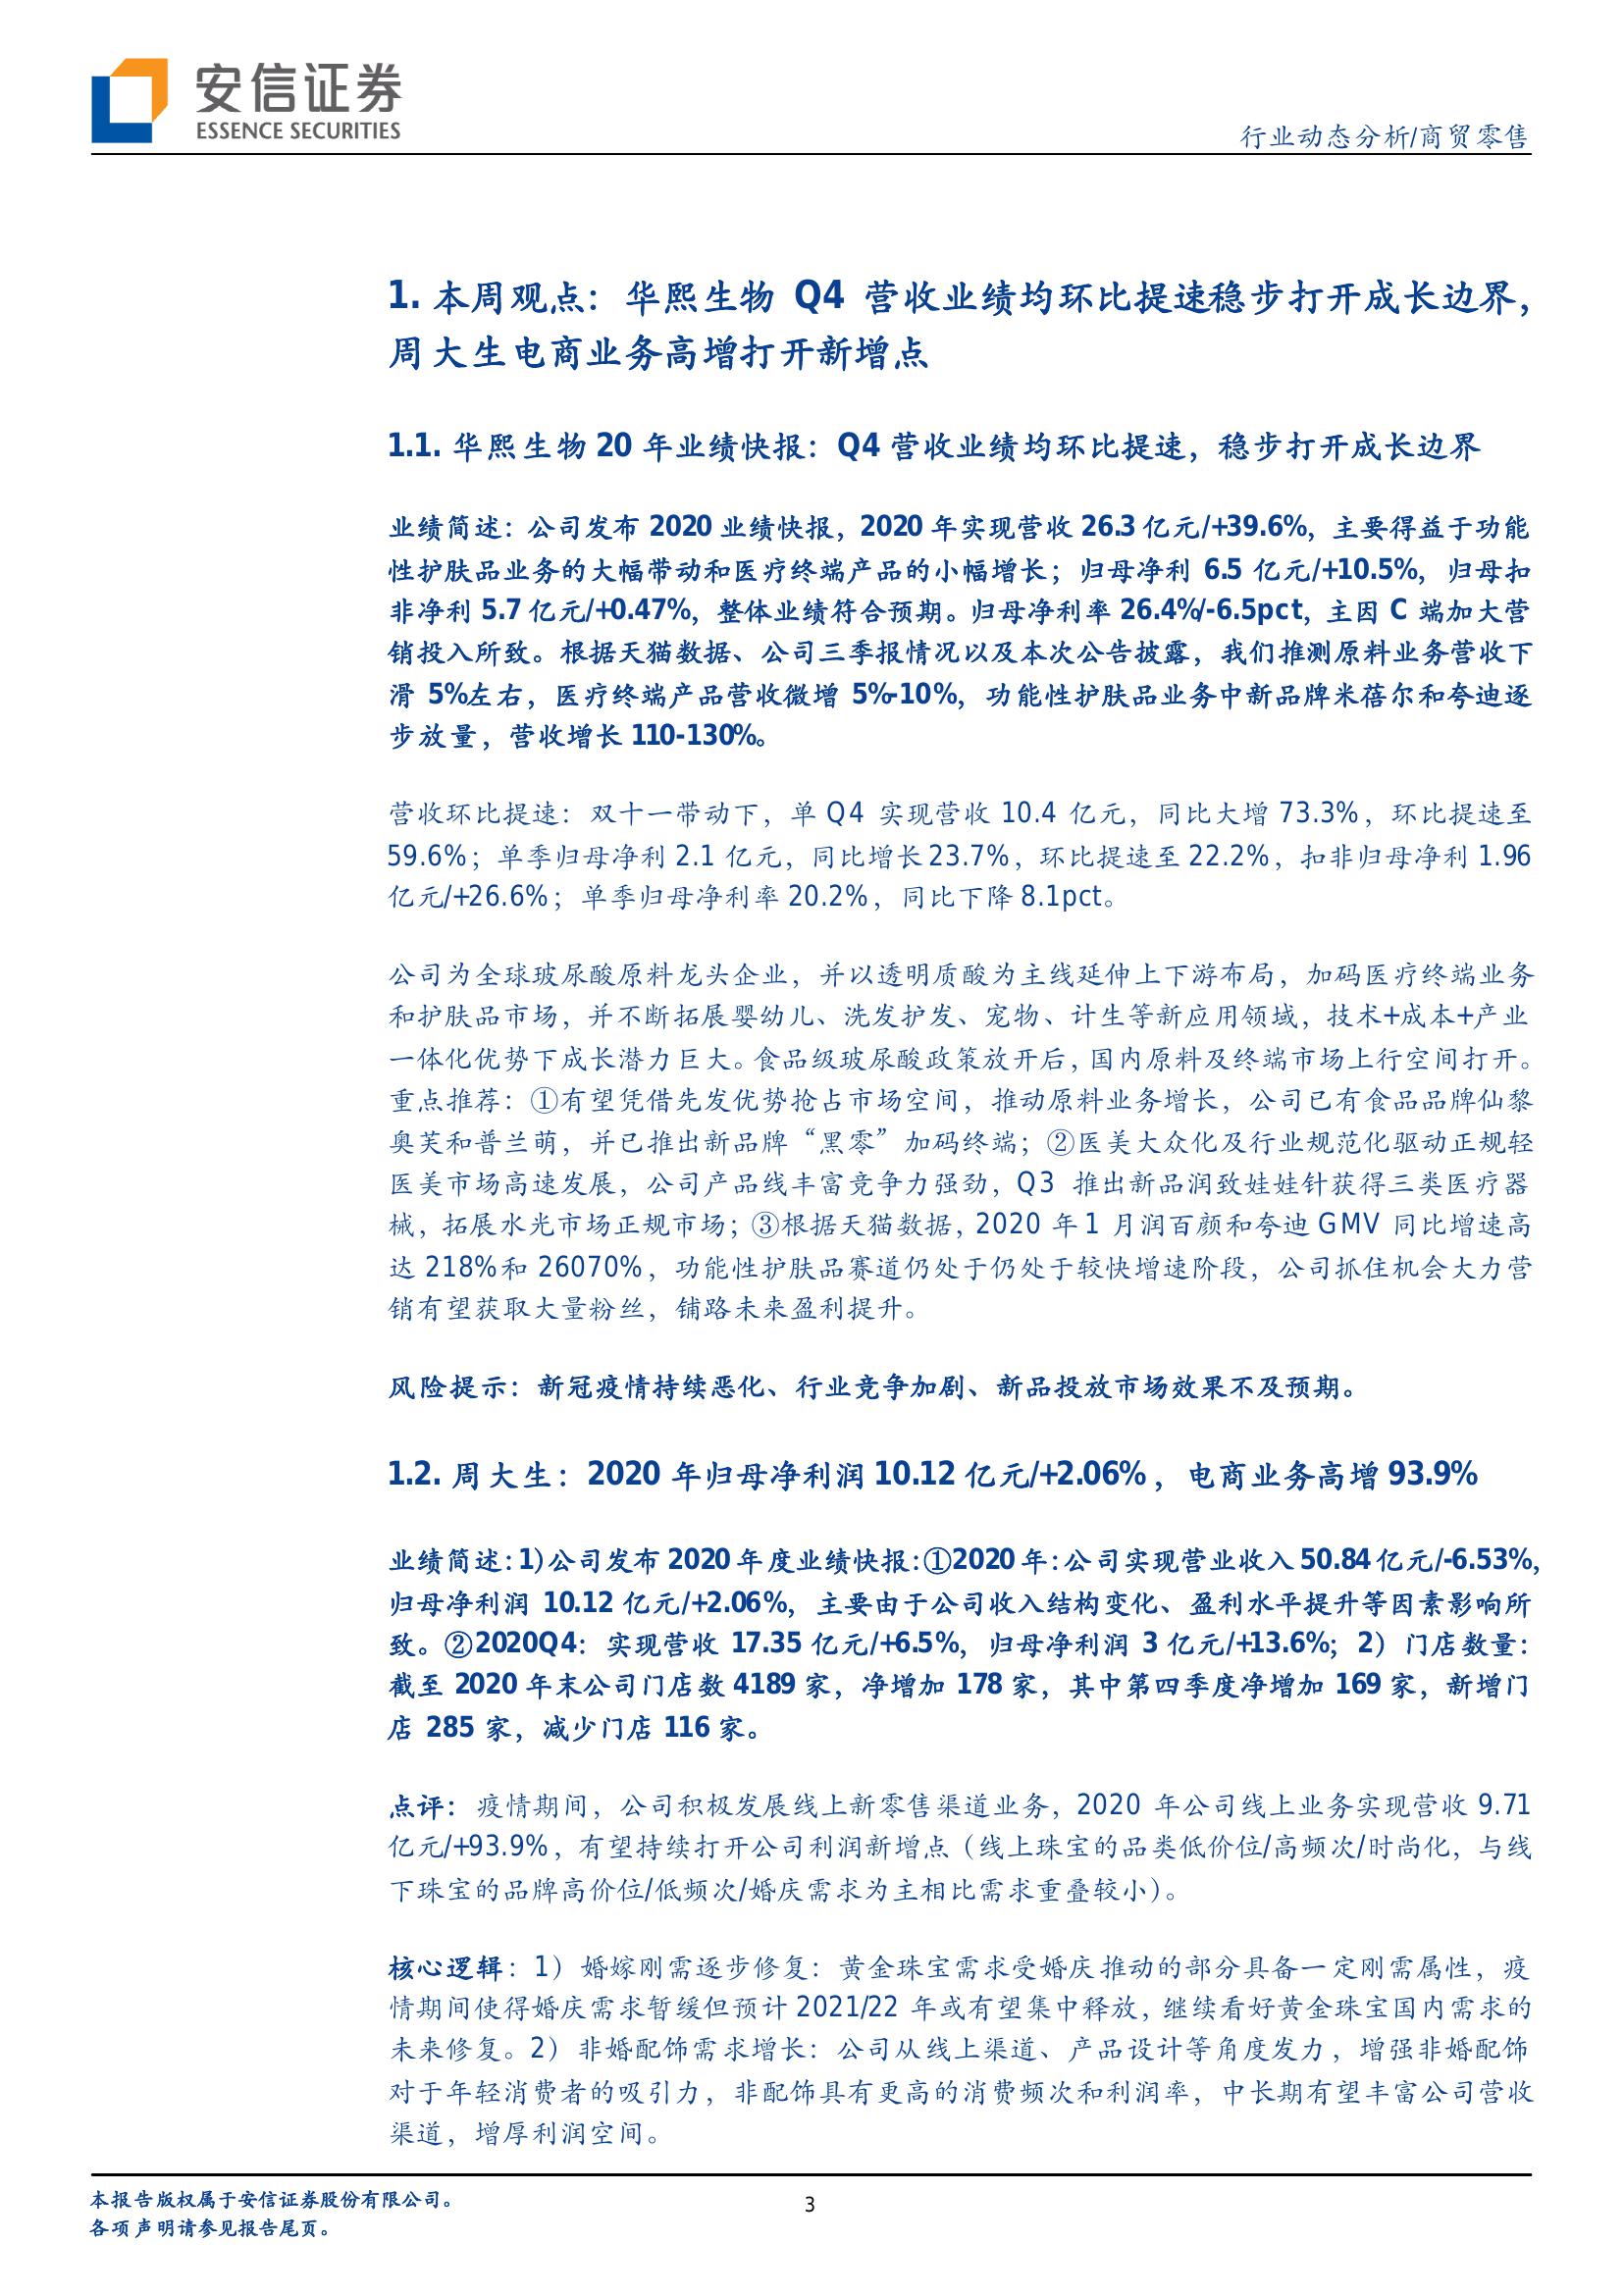 安信证券
ESSENCE SECURITIES
行业动态分析/商贸零售
1. 本周观点：华熙生物 Q4 营收业绩均环比提速稳步打开成长边界，
周大生电商业务高增打开新增点
1.1. 华熙生物 20 年业绩快报：Q4 营收业绩均环比提速，稳步打开成长边界
业绩简述：公司发布 2020 业绩快报，2020 年实现营收 26.3 亿元/+39.6%，主要得益于功能
性护肤品业务的大幅带动和医疗终端产品的小幅增长；归母净利 6.5 亿元/+10.5%，归母扣
非净利 5.7 亿元/+0.47%，整体业绩符合预期。归母净利率 26.4%/-6.5pct，主因 C 端加大营
销投入所致。根据天猫数据、公司三季报情况以及本次公告披露，我们推测原料业务营收下
滑 5%左右，医疗终端产品营收微增 5%-10%，功能性护肤品业务中新品牌米蓓尔和夸迪逐
步放量，营收增长 110-130%。
营收环比提速：双十一带动下，单 Q4 实现营收 10.4 亿元，同比大增 73.3%，环比提速至
59.6%；单季归母净利 2.1 亿元，同比增长 23.7%，环比提速至 22.2%，扣非归母净利 1.96
亿元/+26.6%；单季归母净利率 20.2%，同比下降 8.1pct。
公司为全球玻尿酸原料龙头企业，并以透明质酸为主线延伸上下游布局，加码医疗终端业务
和护肤品市场，并不断拓展婴幼儿、洗发护发、宠物、计生等新应用领域，技术+成本+产业
一体化优势下成长潜力巨大。食品级玻尿酸政策放开后，国内原料及终端市场上行空间打开。
重点推荐：①有望凭借先发优势抢占市场空间，推动原料业务增长，公司已有食品品牌仙黎
奥芙和普兰萌，并已推出新品牌“黑零”加码终端；②医美大众化及行业规范化驱动正规轻
医美市场高速发展，公司产品线丰富竞争力强劲，Q3 推出新品润致娃娃针获得三类医疗器
械，拓展水光市场正规市场；③根据天猫数据，2020 年 1 月润百颜和夸迪 GMV 同比增速高
达 218%和 26070%，功能性护肤品赛道仍处于仍处于较快增速阶段，公司抓住机会大力营
销有望获取大量粉丝，铺路未来盈利提升。
风险提示：新冠疫情持续恶化、行业竞争加剧、新品投放市场效果不及预期。
1.2. 周大生：2020 年归母净利润 10.12 亿元/+2.06%，电商业务高增 93.9%
业绩简述：1)公司发布 2020 年度业绩快报：①2020 年：公司实现营业收入 50.84 亿元/-6.53%，
归母净利润 10.12 亿元/+2.06%，主要由于公司收入结构变化、盈利水平提升等因素影响所
致。②2020Q4：实现营收 17.35 亿元/+6.5%，归母净利润 3 亿元/+13.6%；2）门店数量：
截至 2020 年末公司门店数 4189 家，净增加 178 家，其中第四季度净增加 169 家，新增门
店 285 家，减少门店 116 家。
点评：疫情期间，公司积极发展线上新零售渠道业务，2020 年公司线上业务实现营收 9.71
亿元/+93.9%，有望持续打开公司利润新增点（线上珠宝的品类低价位/高频次/时尚化，与线
下珠宝的品牌高价位/低频次/婚庆需求为主相比需求重叠较小）。
核心逻辑：1）婚嫁刚需逐步修复：黄金珠宝需求受婚庆推动的部分具备一定刚需属性，疫
情期间使得婚庆需求暂缓但预计 2021/22 年或有望集中释放，继续看好黄金珠宝国内需求的
未来修复。2）非婚配饰需求增长：公司从线上渠道、产品设计等角度发力，增强非婚配饰
对于年轻消费者的吸引力，非配饰具有更高的消费频次和利润率，中长期有望丰富公司营收
渠道，增厚利润空间。
本报告版权属于安信证券股份有限公司。
3
各项声明请参见报告尾页。